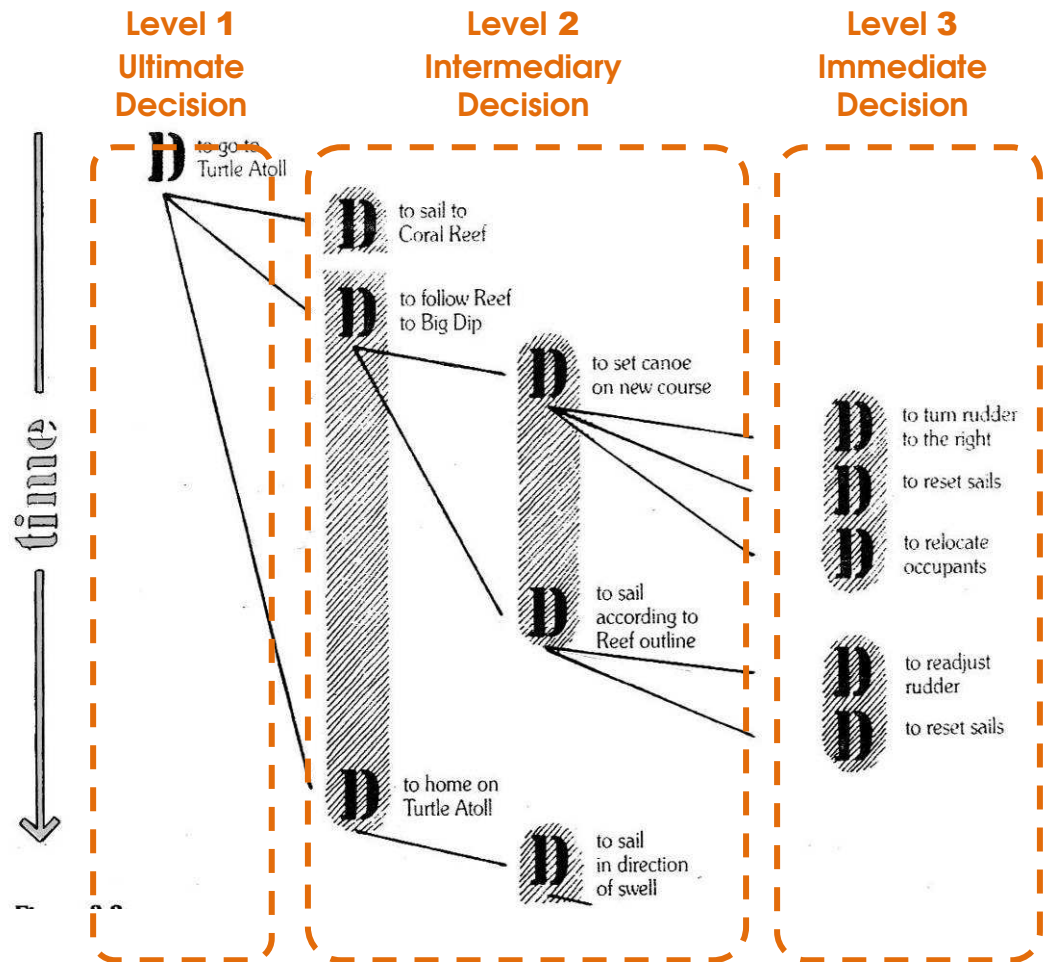 Level 1
Ultimate
Decision
Level 2
Intermediary
Decision
Level 3
Immediate
Decision
time
D to go to
Turtle Atoll
D to sail to
Coral Reef
D to follow Reef
to Big Dip
D to set canoe
on new course
D to turn rudder
to the right
D to reset sails
D to relocate
occupants
D to sail
according to
Reef outline
D to readjust
rudder
D to reset sails
D to home on
Turtle Atoll
D to sail
in direction
of swell